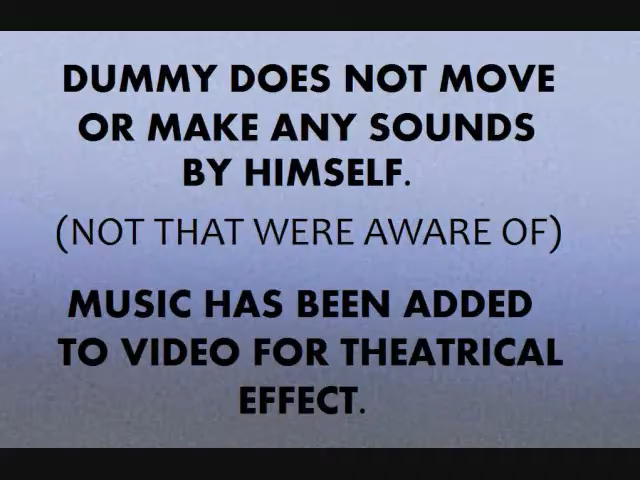 DUMMY DOES NOT MOVE
OR MAKE ANY SOUNDS
BY HIMSELF.
(NOT THAT WERE AWARE OF)
MUSIC HAS BEEN ADDED
TO VIDEO FOR THEATRICAL
EFFECT.